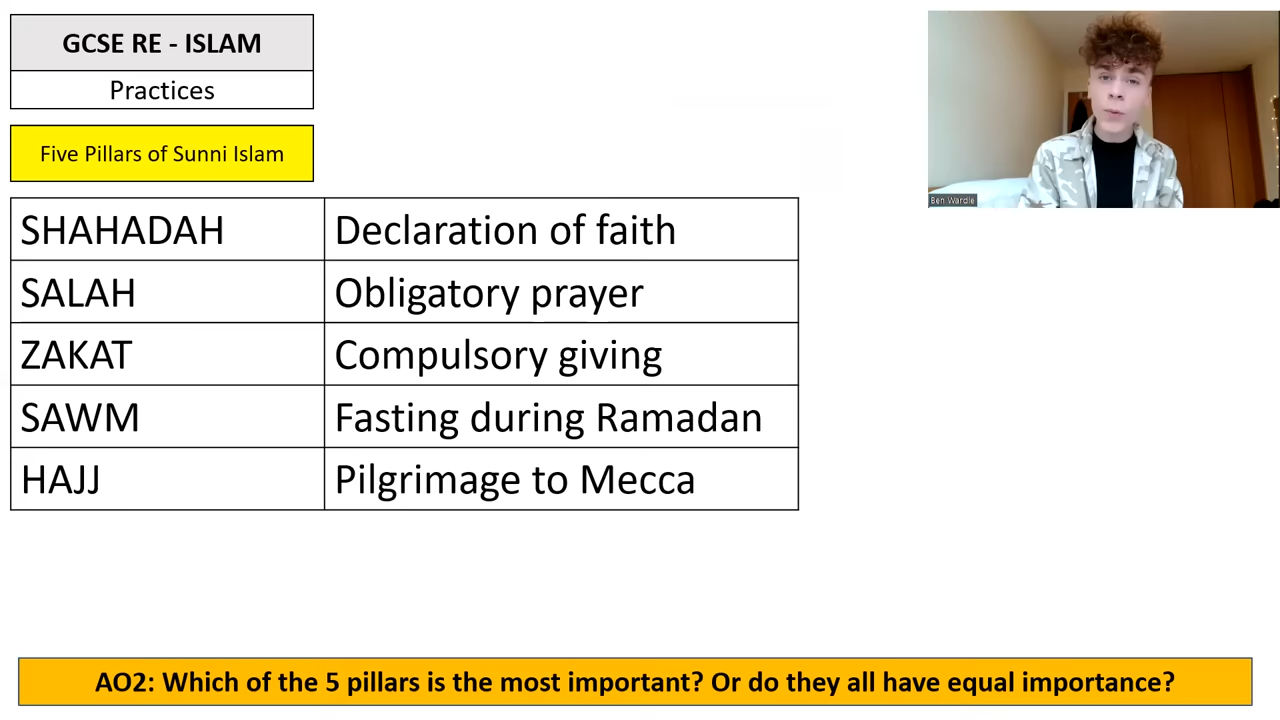 GCSE RE - ISLAM
Practices
Five Pillars of Sunni Islam
SHAHADAH Declaration of faith
SALAH Obligatory prayer
ZAKAT Compulsory giving
SAWM Fasting during Ramadan
HAJJ Pilgrimage to Mecca
Ben Wardle
AO2: Which of the 5 pillars is the most important? Or do they all have equal importance?